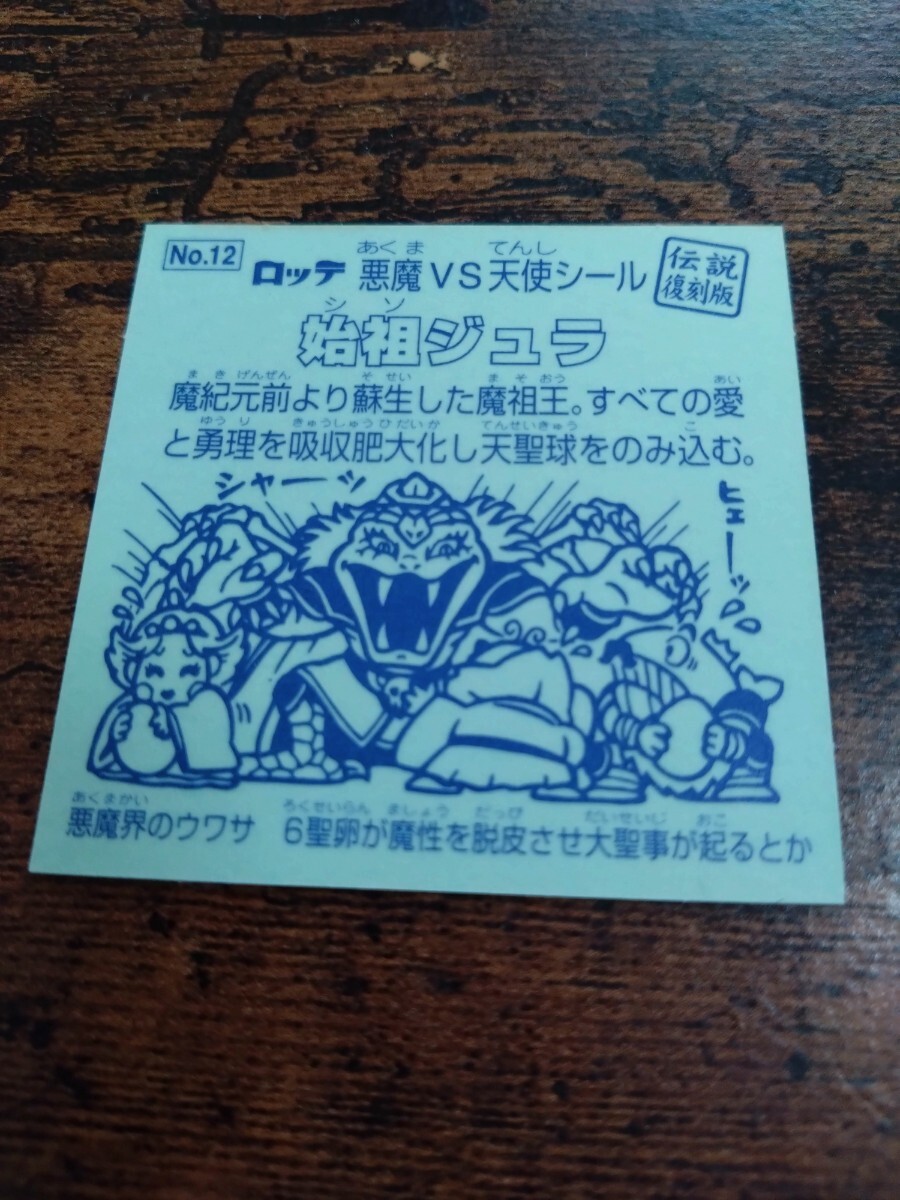 No.12
ロッテ 悪魔VS天使シール
あくま てんし
伝説
復刻版
シソ
始祖ジュラ
まきげんぜん そせい まそおう あい
魔紀元前より蘇生した魔祖王。すべての愛
ゆうり きゅうしゅうひだいか てんせいきゅう こ
と勇理を吸収肥大化し天聖球をのみ込む。
シャーッ
ヒェーッ
あくまかい ろくせいらん ましょう だっぴ だいせいじ おこ
悪魔界のウワサ 6聖卵が魔性を脱皮させ大聖事が起るとか